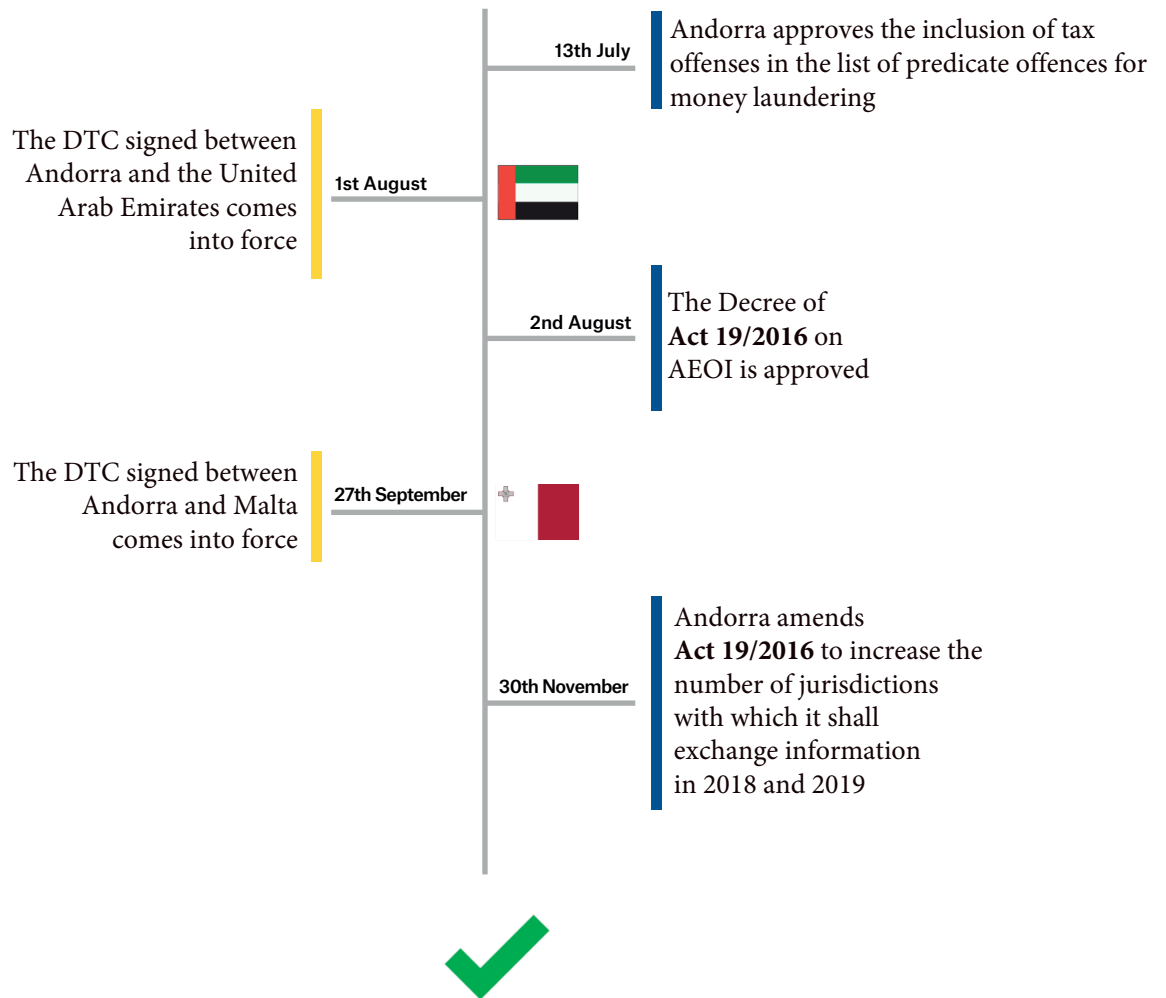 13th July
Andorra approves the inclusion of tax
offenses in the list of predicate offences for
money laundering
The DTC signed between
Andorra and the United
Arab Emirates comes
into force
1st August
2nd August
The Decree of
Act 19/2016 on
AEOI is approved
The DTC signed between
Andorra and Malta
comes into force
27th September
30th November
Andorra amends
Act 19/2016 to increase the
number of jurisdictions
with which it shall
exchange information
in 2018 and 2019